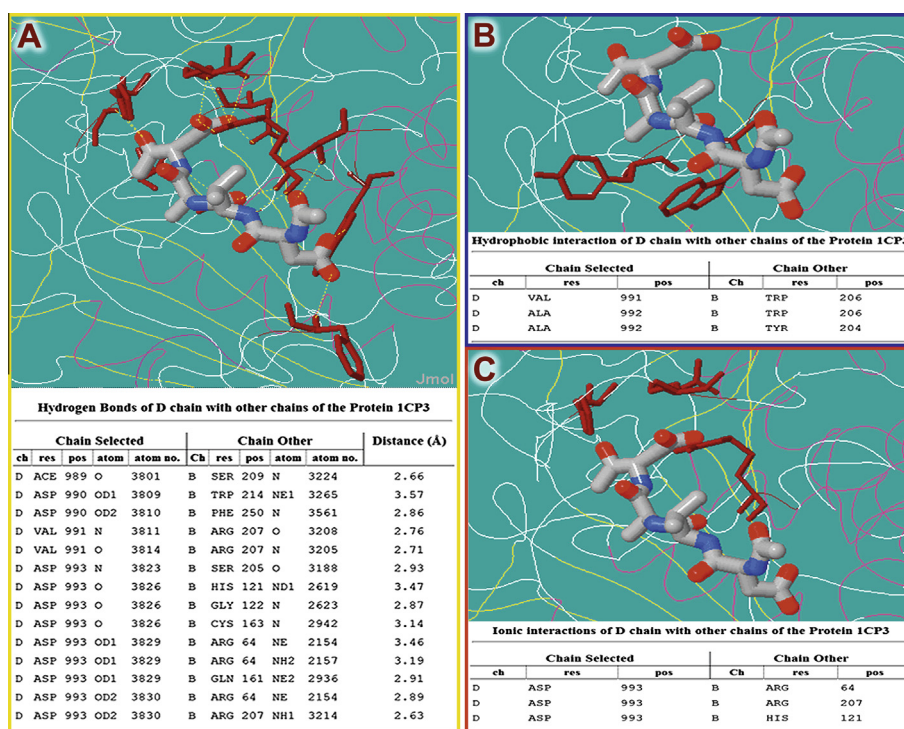 A
Jmol
Hydrogen Bonds of D chain with other chains of the Protein 1CP3
Chain Selected Chain Other Distance (Å)
ch res pos atom atom no. Ch res pos atom atom no.
D ACE 989 O 3801 B SER 209 N 3224 2.66
D ASP 990 OD1 3809 B TRP 214 NE1 3265 3.57
D ASP 990 OD2 3810 B PHE 250 N 3561 2.86
D VAL 991 N 3811 B ARG 207 O 3208 2.76
D VAL 991 O 3814 B ARG 207 N 3205 2.71
D ASP 993 N 3823 B SER 205 O 3188 2.93
D ASP 993 O 3826 B HIS 121 ND1 2619 3.47
D ASP 993 O 3826 B GLY 122 N 2623 2.87
D ASP 993 O 3826 B CYS 163 N 2942 3.14
D ASP 993 OD1 3829 B ARG 64 NE 2154 3.46
D ASP 993 OD1 3829 B ARG 64 NH2 2157 3.19
D ASP 993 OD1 3829 B GLN 161 NE2 2936 2.91
D ASP 993 OD2 3830 B ARG 64 NE 2154 2.89
D ASP 993 OD2 3830 B ARG 207 NH1 3214 2.63
B
Hydrophobic interaction of D chain with other chains of the Protein 1CP.
Chain Selected Chain Other
ch res pos Ch res pos
D VAL 991 B TRP 206
D ALA 992 B TRP 206
D ALA 992 B TYR 204
C
Ionic interactions of D chain with other chains of the Protein 1CP3
Chain Selected Chain Other
ch res pos Ch res pos
D ASP 993 B ARG 64
D ASP 993 B ARG 207
D ASP 993 B HIS 121